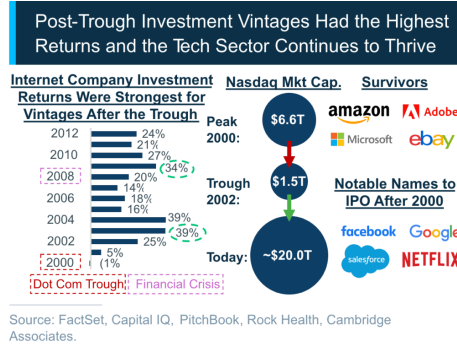 Post-Trough Investment Vintages Had the Highest
Returns and the Tech Sector Continues to Thrive
Internet Company Investment
Returns Were Strongest for
Vintages After the Trough
2012
24%
21%
2010
27%
34%
2008
20%
14%
2006
18%
16%
2004
39%
39%
2002
25%
5%
2000
(1%
Dot Com Trough
Financial Crisis
Nasdaq Mkt Cap.
Peak
2000:
$6.6T
Trough
2002:
$1.5T
Today:
~$20.0T
Survivors
amazon
Adobe
Microsoft
ebay
Notable Names to
IPO After 2000
facebook
Google
salesforce
NETFLIX
Source: FactSet, Capital IQ, PitchBook, Rock Health, Cambridge
Associates.